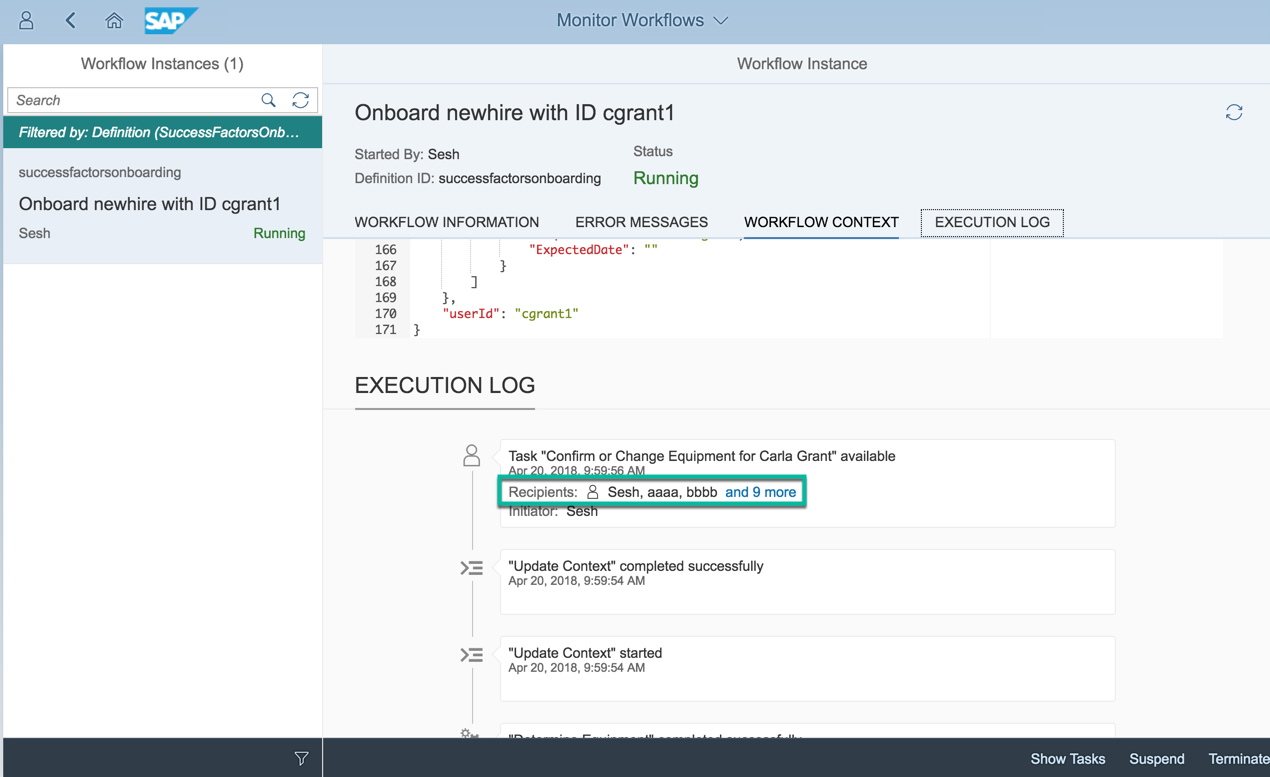 SAP
Monitor Workflows
Workflow Instances (1)
Search
Filtered by: Definition (SuccessFactorsOnb...
successfactorsonboarding
Onboard newhire with ID cgrant1
Sesh
Running
Workflow Instance
Onboard newhire with ID cgrant1
Started By: Sesh
Definition ID: successfactorsonboarding
Status
Running
WORKFLOW INFORMATION
ERROR MESSAGES
WORKFLOW CONTEXT
EXECUTION LOG
166 "ExpectedDate": ""
167 }
168 ]
169 },
170 "userId": "cgrant1"
171 }
EXECUTION LOG
Task "Confirm or Change Equipment for Carla Grant" available
Apr 20, 2018, 9:59:56 AM
Recipients: Sesh, aaaa, bbbb and 9 more
Initiator: Sesh
"Update Context" completed successfully
Apr 20, 2018, 9:59:54 AM
"Update Context" started
Apr 20, 2018, 9:59:54 AM
"Determine Equipment" completed successfully
Show Tasks
Suspend
Terminate